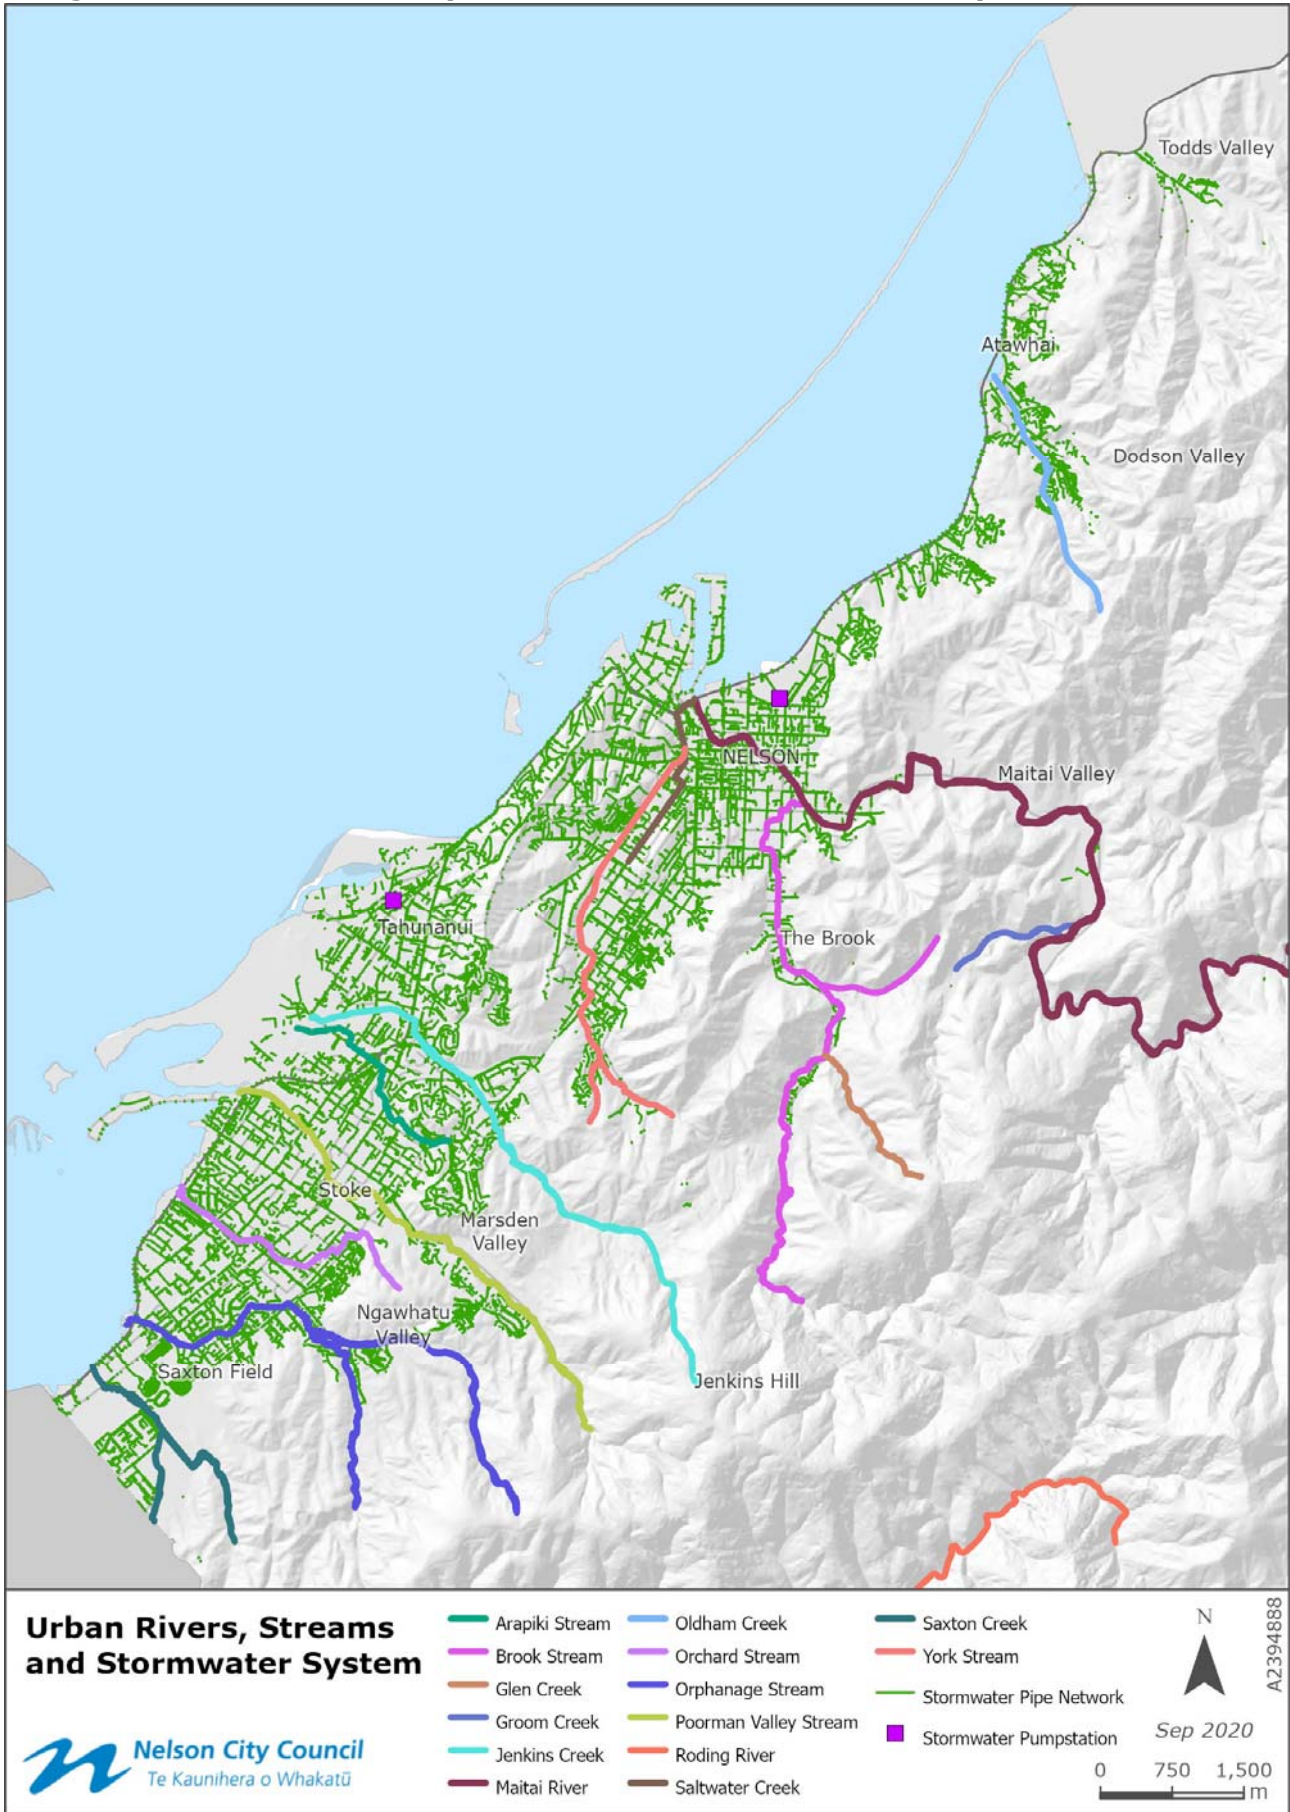 Todds Valley
Atawhai
Dodson Valley
NELSON
Maitai Valley
Tahunanui
The Brook
Stoke
Marsden
Valley
Ngawhatu
Valley
Saxton Field
Jenkins Hill
Urban Rivers, Streams
and Stormwater System
Nelson City Council
Te Kaunihera o Whakatū
Arapiki Stream
Brook Stream
Glen Creek
Groom Creek
Jenkins Creek
Maitai River
Oldham Creek
Orchard Stream
Orphanage Stream
Poorman Valley Stream
Roding River
Saltwater Creek
Saxton Creek
York Stream
Stormwater Pipe Network
Stormwater Pumpstation
N
Sep 2020
0 750 1,500
m
A2394888